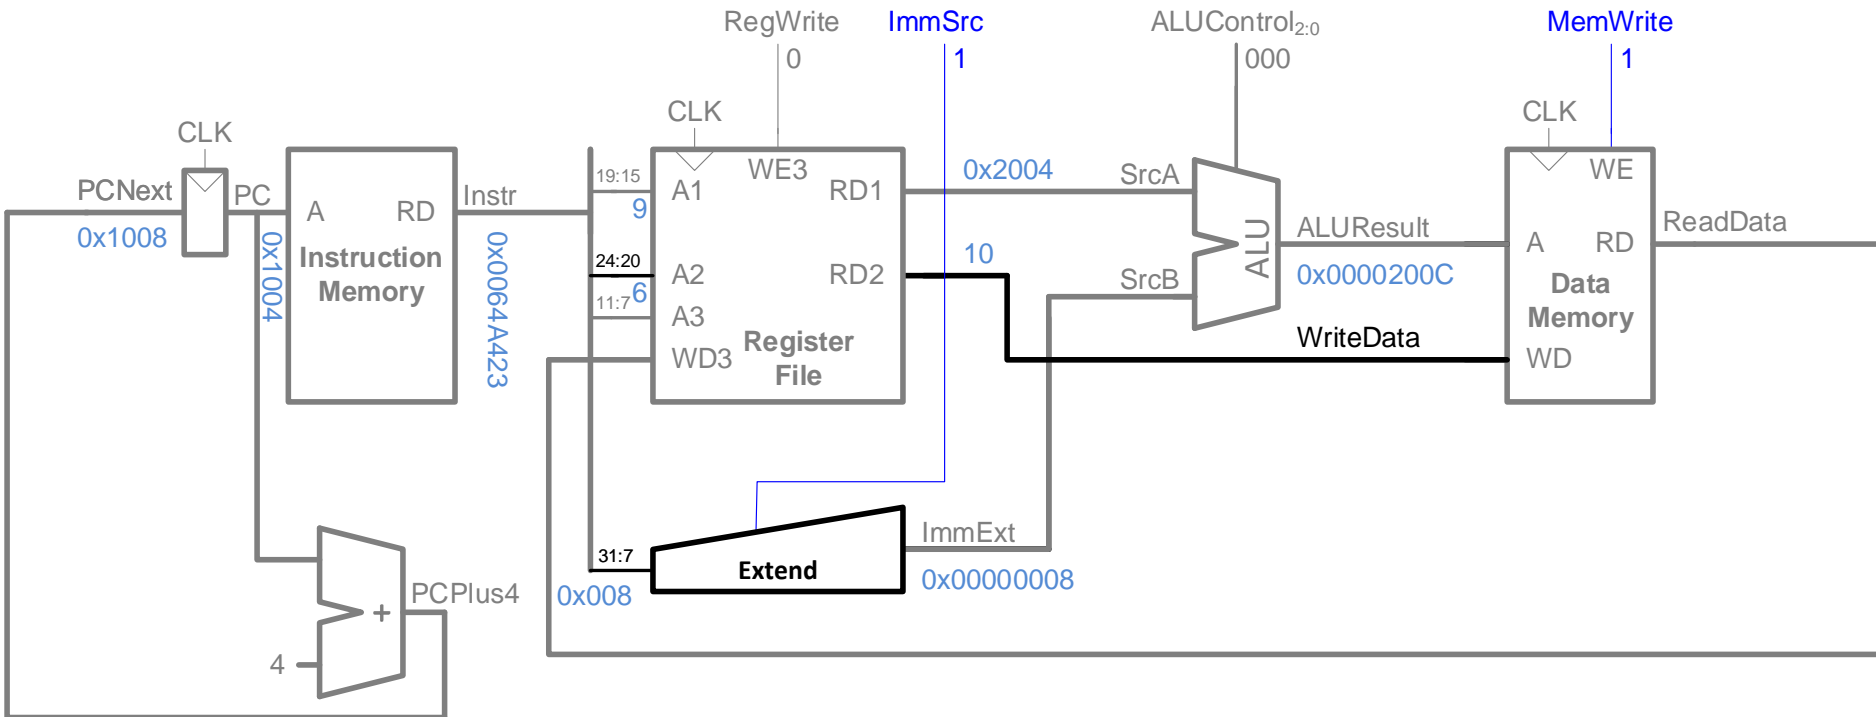 RegWrite
0
ImmSrc
1
ALUControl2:0
000
MemWrite
1
CLK
CLK
CLK
PCNext
0x1008
PC
0x1004
A
RD
Instruction
Memory
Instr
0x0064A423
19:15
9
24:20
6
11:7
A1
A2
A3
WD3
WE3
RD1
RD2
Register
File
0x2004
10
SrcA
SrcB
ALU
ALUResult
0x0000200C
WriteData
WE
A
RD
Data
Memory
WD
ReadData
31:7
0x008
Extend
ImmExt
0x00000008
+
PCPlus4
4